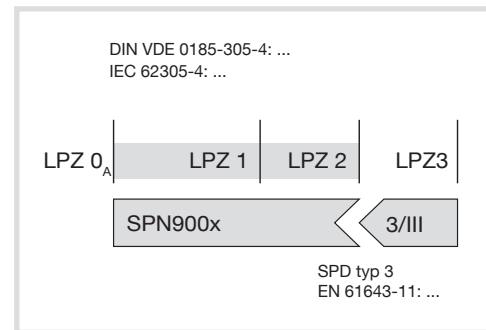 DIN VDE 0185-305-4: ...
IEC 62305-4: ...
LPZ 0A LPZ 1 LPZ 2 LPZ3
SPN900x 3/III
SPD typ 3
EN 61643-11: ...